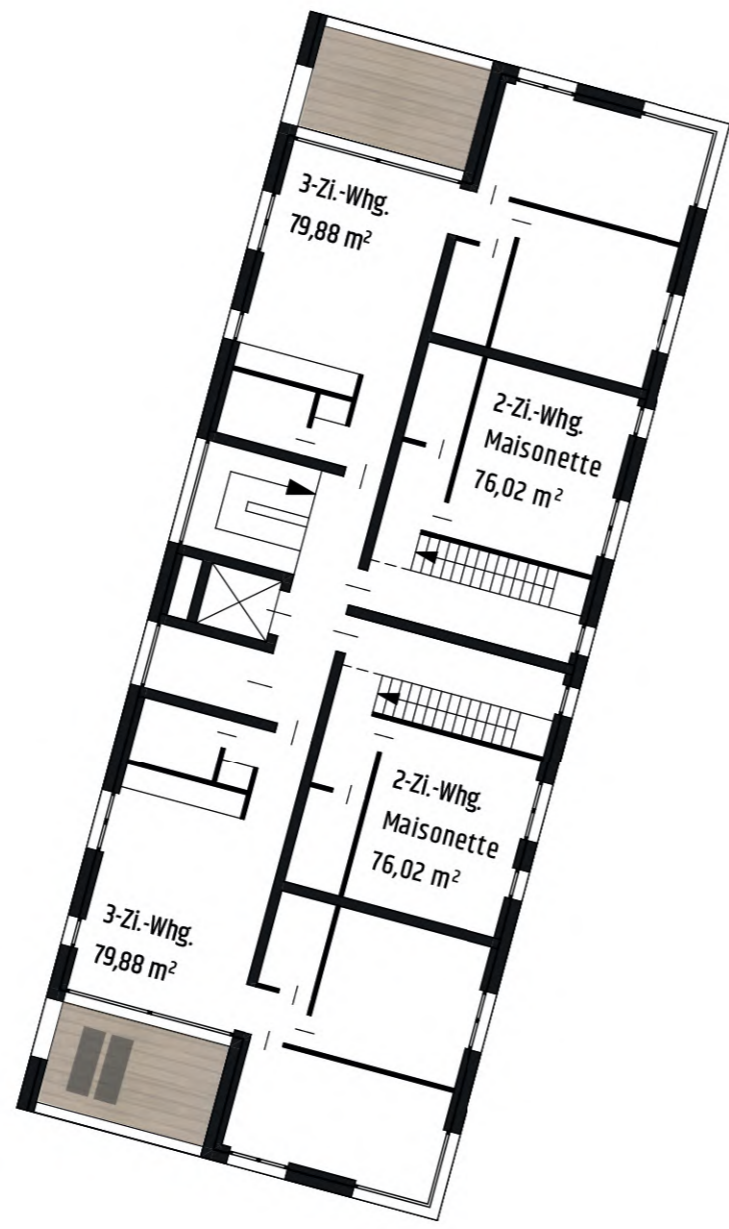 3-Zi.-Whg.
79,88 m²
2-Zi.-Whg.
Maisonette
76,02 m²
2-Zi.-Whg.
Maisonette
76,02 m²
3-Zi.-Whg.
79,88 m²